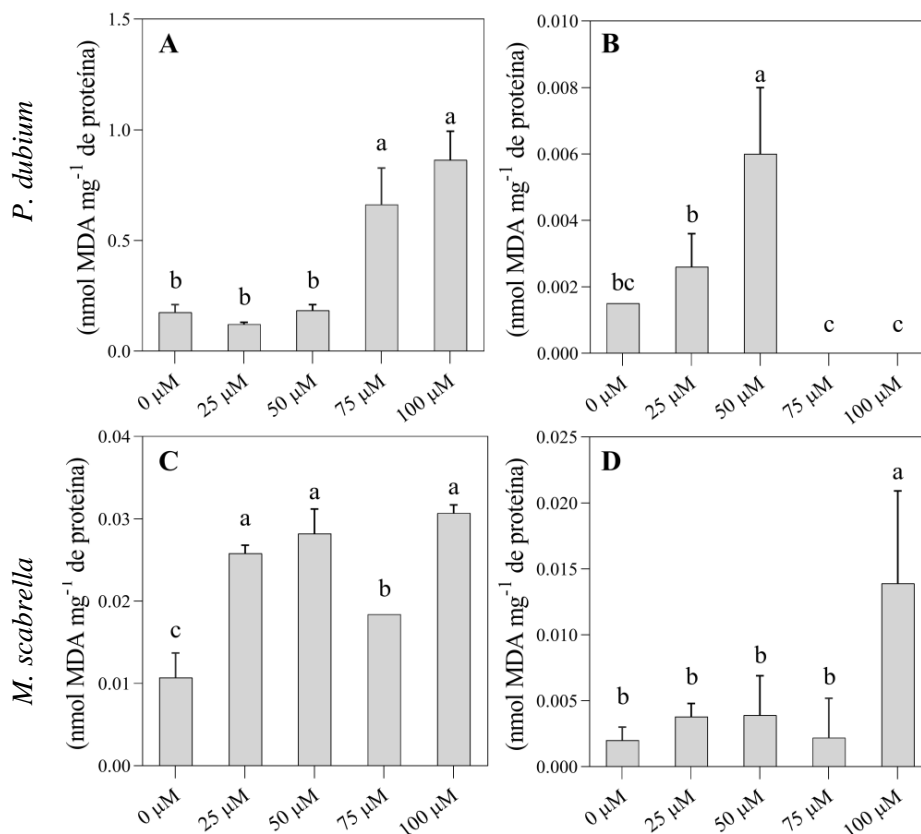 P. dubium
(nmol MDA mg⁻¹ de proteína)
A
1.5
1.0
0.5
0.0
b
b
b
a
a
0 µM
25 µM
50 µM
75 µM
100 µM
(nmol MDA mg⁻¹ de proteína)
B
0.010
0.008
0.006
0.004
0.002
0.000
bc
b
a
c
c
0 µM
25 µM
50 µM
75 µM
100 µM
M. scabrella
(nmol MDA mg⁻¹ de proteína)
C
0.04
0.03
0.02
0.01
0.00
c
a
a
b
a
0 µM
25 µM
50 µM
75 µM
100 µM
(nmol MDA mg⁻¹ de proteína)
D
0.025
0.020
0.015
0.010
0.005
0.000
b
b
b
b
a
0 µM
25 µM
50 µM
75 µM
100 µM